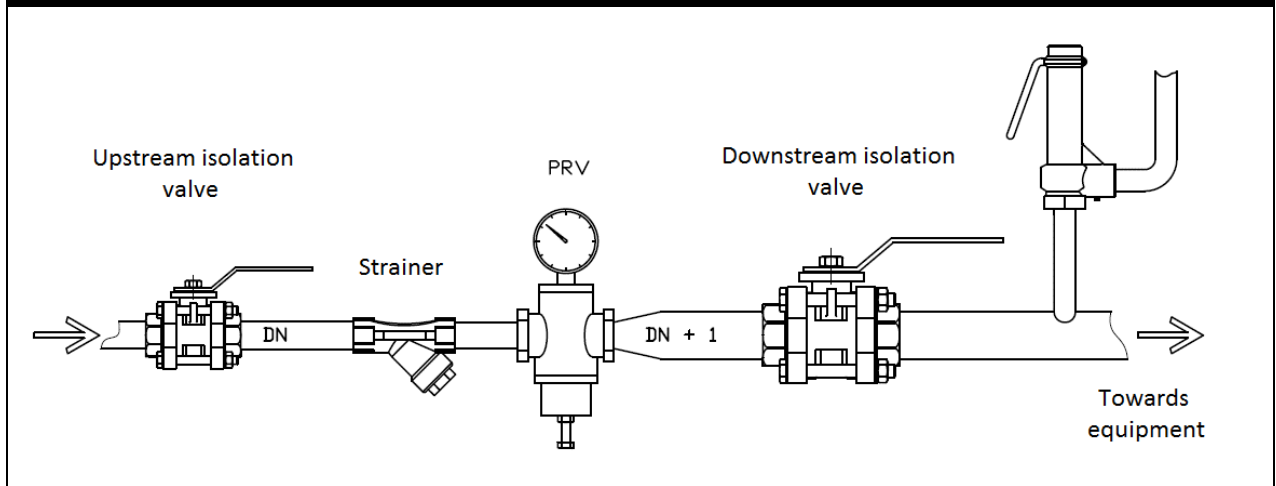 Upstream isolation
valve
DN
Strainer
PRV
DN + 1
Downstream isolation
valve
Towards
equipment